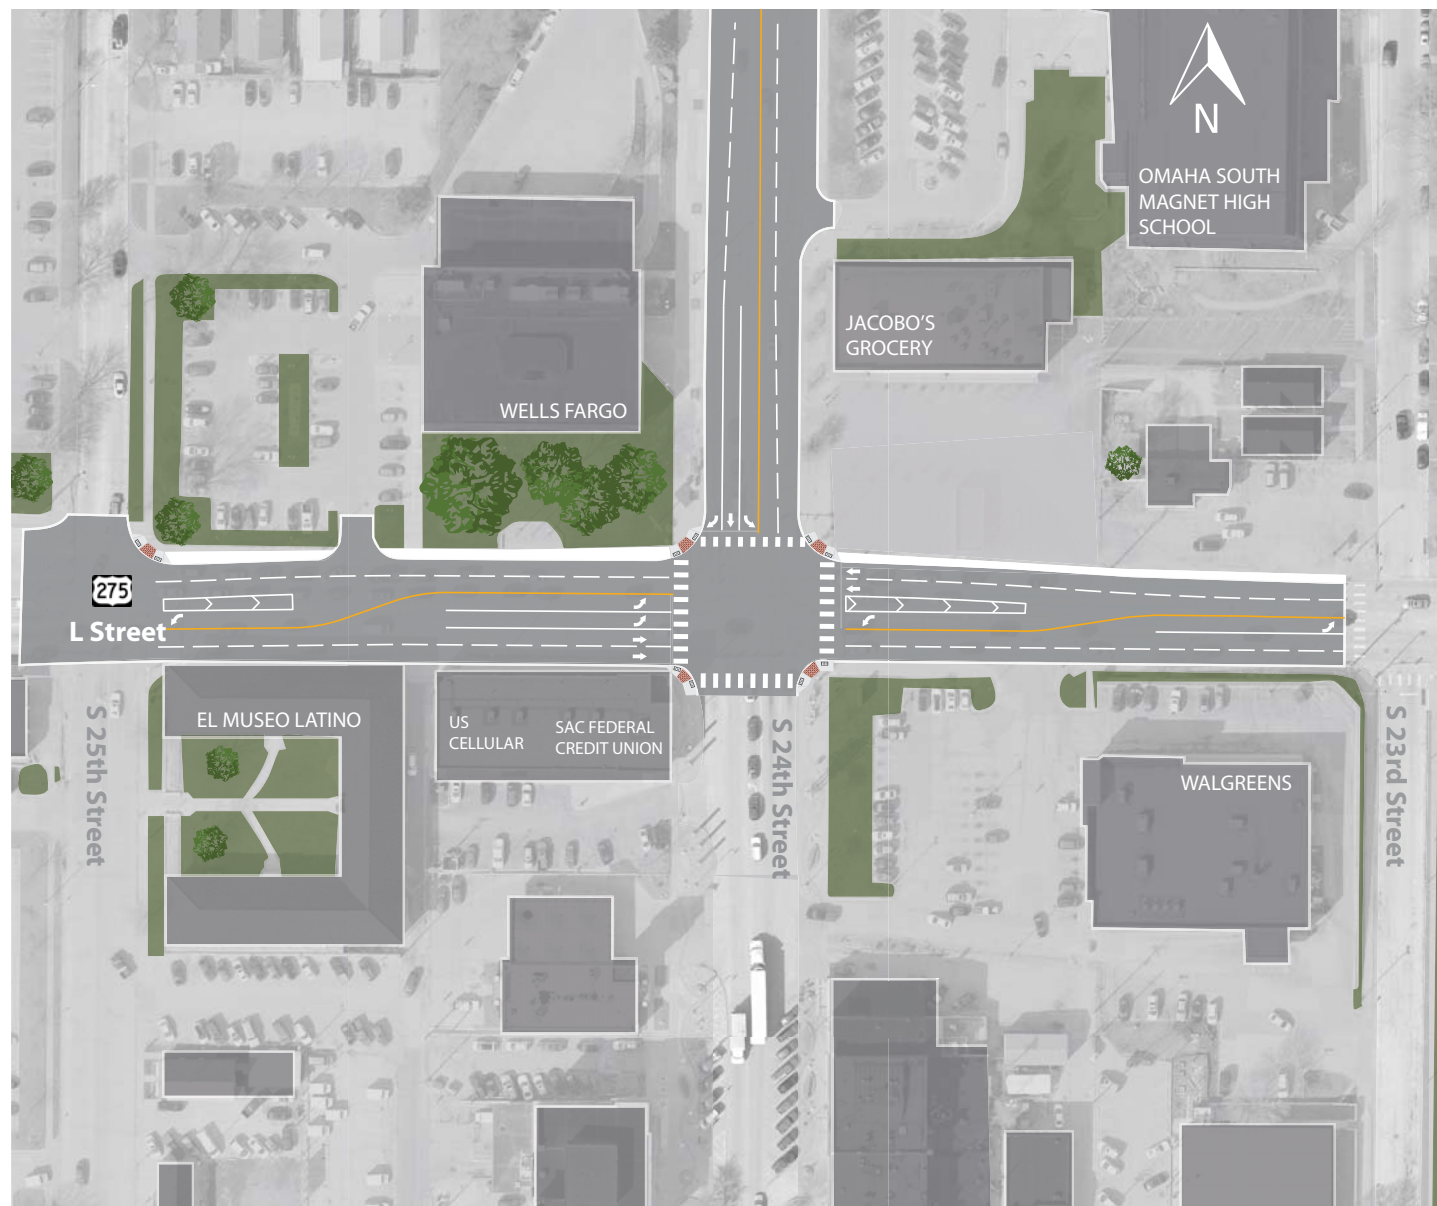 N
OMAHA SOUTH
MAGNET HIGH
SCHOOL
JACOBO'S
GROCERY
WELLS FARGO
275
L Street
EL MUSEO LATINO
US
CELLULAR
SAC FEDERAL
CREDIT UNION
WALGREENS
S 25th Street
S 24th Street
S 23rd Street